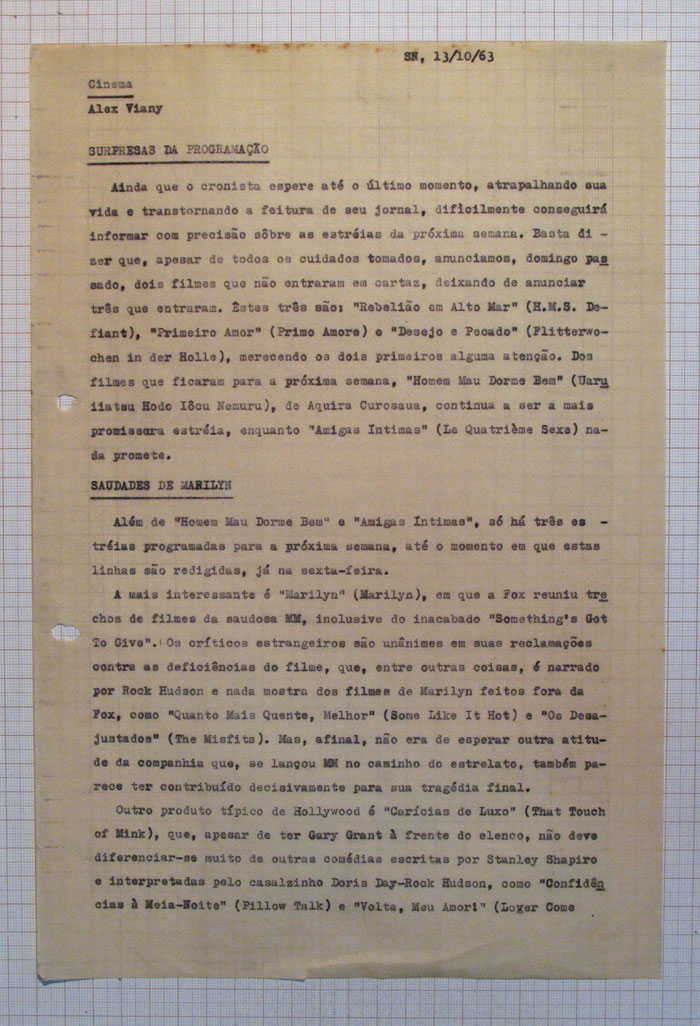 SN, 13/10/63
Cinema
Alex Viany
SURPRESAS DA PROGRAMAÇÃO
Ainda que o cronista espere até o último momento, atrapalhando sua
vida e transtornando a feitura de seu jornal, dificilmente conseguirá
informar com precisão sôbre as estréias da próxima semana. Basta di -
zer que, apesar de todos os cuidados tomados, anunciamos, domingo pas
sado, dois filmes que não entraram em cartaz, deixando de anunciar
três que entraram. Êstes três são: "Rebelião em Alto Mar" (H.M.S. De-
fiant), "Primeiro Amor" (Primo Amore) e "Desejo e Pecado" (Flitterwo-
chen in der Holle), merecendo os dois primeiros alguma atenção. Dos
filmes que ficaram para a próxima semana, "Homem Mau Dorme Bem" (Uaru
iiatsu Hodo Iôcu Nemuru), de Aquira Curosaua, continua a ser a mais
promissora estréia, enquanto "Amigas Intimas" (Le Quatrième Sexe) na-
da promete.
SAUDADES DE MARILYN
Além de "Homem Mau Dorme Bem" e "Amigas Íntimas", só há três es -
tréias programadas para a próxima semana, até o momento em que estas
linhas são redigidas, já na sexta-feira.
A mais interessante é "Marilyn" (Marilyn), em que a Fox reuniu tre
chos de filmes da saudosa MM, inclusive do inacabado "Something's Got
To Give". Os críticos estrangeiros são unânimes em suas reclamações
contra as deficiências do filme, que, entre outras coisas, é narrado
por Rock Hudson e nada mostra dos filmes de Marilyn feitos fora da
Fox, como "Quanto Mais Quente, Melhor" (Some Like It Hot) e "Os Desa-
justados" (The Misfits). Mas, afinal, não era de esperar outra atitu-
de da companhia que, se lançou MM no caminho do estrelato, também pa-
rece ter contribuído decisivamente para sua tragédia final.
Outro produto típico de Hollywood é "Carícias de Luxo" (That Touch
of Mink), que, apesar de ter Gary Grant à frente do elenco, não deve
diferenciar-se muito de outras comédias escritas por Stanley Shapiro
e interpretadas pelo casalzinho Doris Day-Rock Hudson, como "Confidên
cias à Meia-Noite" (Pillow Talk) e "Volta, Meu Amor!" (Loger Come